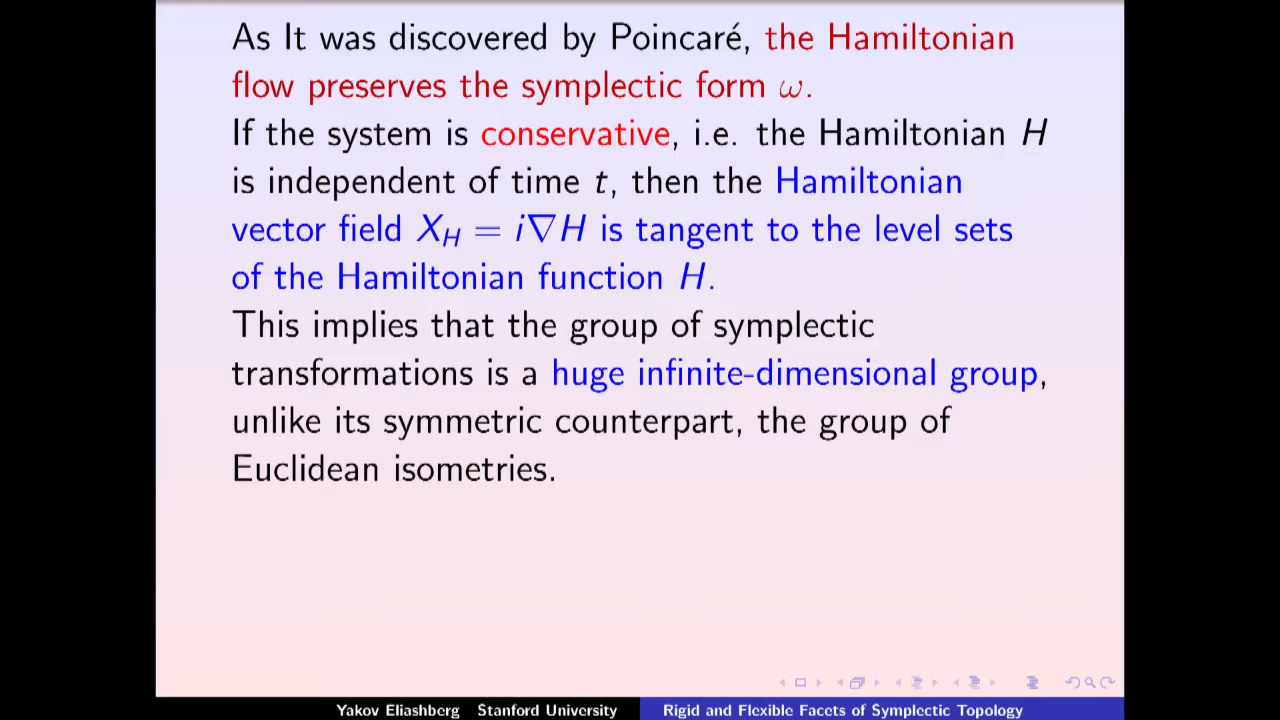 As It was discovered by Poincaré, the Hamiltonian
flow preserves the symplectic form ω.
If the system is conservative, i.e. the Hamiltonian H
is independent of time t, then the Hamiltonian
vector field X_H = i∇H is tangent to the level sets
of the Hamiltonian function H.
This implies that the group of symplectic
transformations is a huge infinite-dimensional group,
unlike its symmetric counterpart, the group of
Euclidean isometries.
Yakov Eliashberg Stanford University Rigid and Flexible Facets of Symplectic Topology